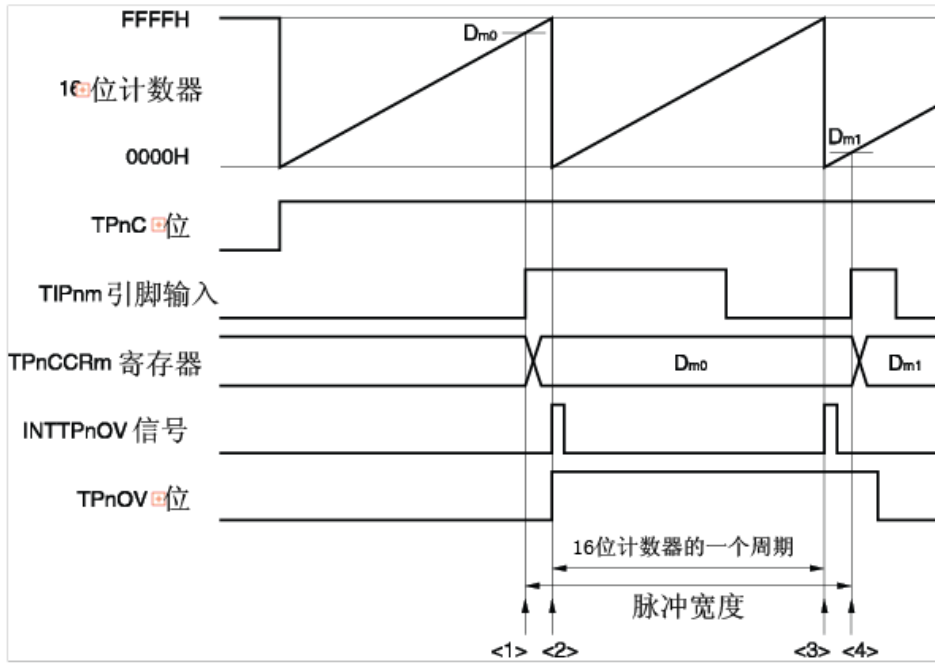 FFFFH
Dm0
16位计数器
0000H
Dm1
TPnC 位
TIPnm 引脚输入
TPnCCRm 寄存器
Dm0
Dm1
INTTPnOV 信号
TPnOV 位
16位计数器的一个周期
脉冲宽度
<1> <2> <3> <4>